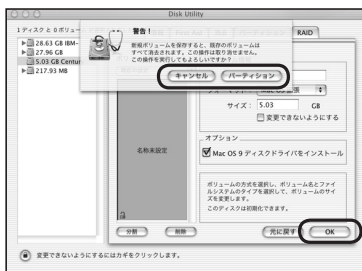 Disk Utility
1ディスクと0ボリュー
28.63 GB IBM-
27.96 GB
5.03 GB Centur
217.93 MB
警告！
新規ボリュームを保存すると、既存のボリュームは
すべて消去されます。この操作は取り消せません。
この操作を実行してもよろしいですか？
キャンセル
パーティション
RAID
サイズ：
5.03
GB
変更できないようにする
オプション
Mac OS 9 ディスクドライバをインストール
名称未設定
ボリュームの方式を選択し、ボリューム名とファイ
ルシステムのタイプを選択して、ボリュームのサイ
ズを変更します。
このディスクは初期化できます。
分割
削除
元に戻す
OK
変更できないようにするにはカギをクリックします。